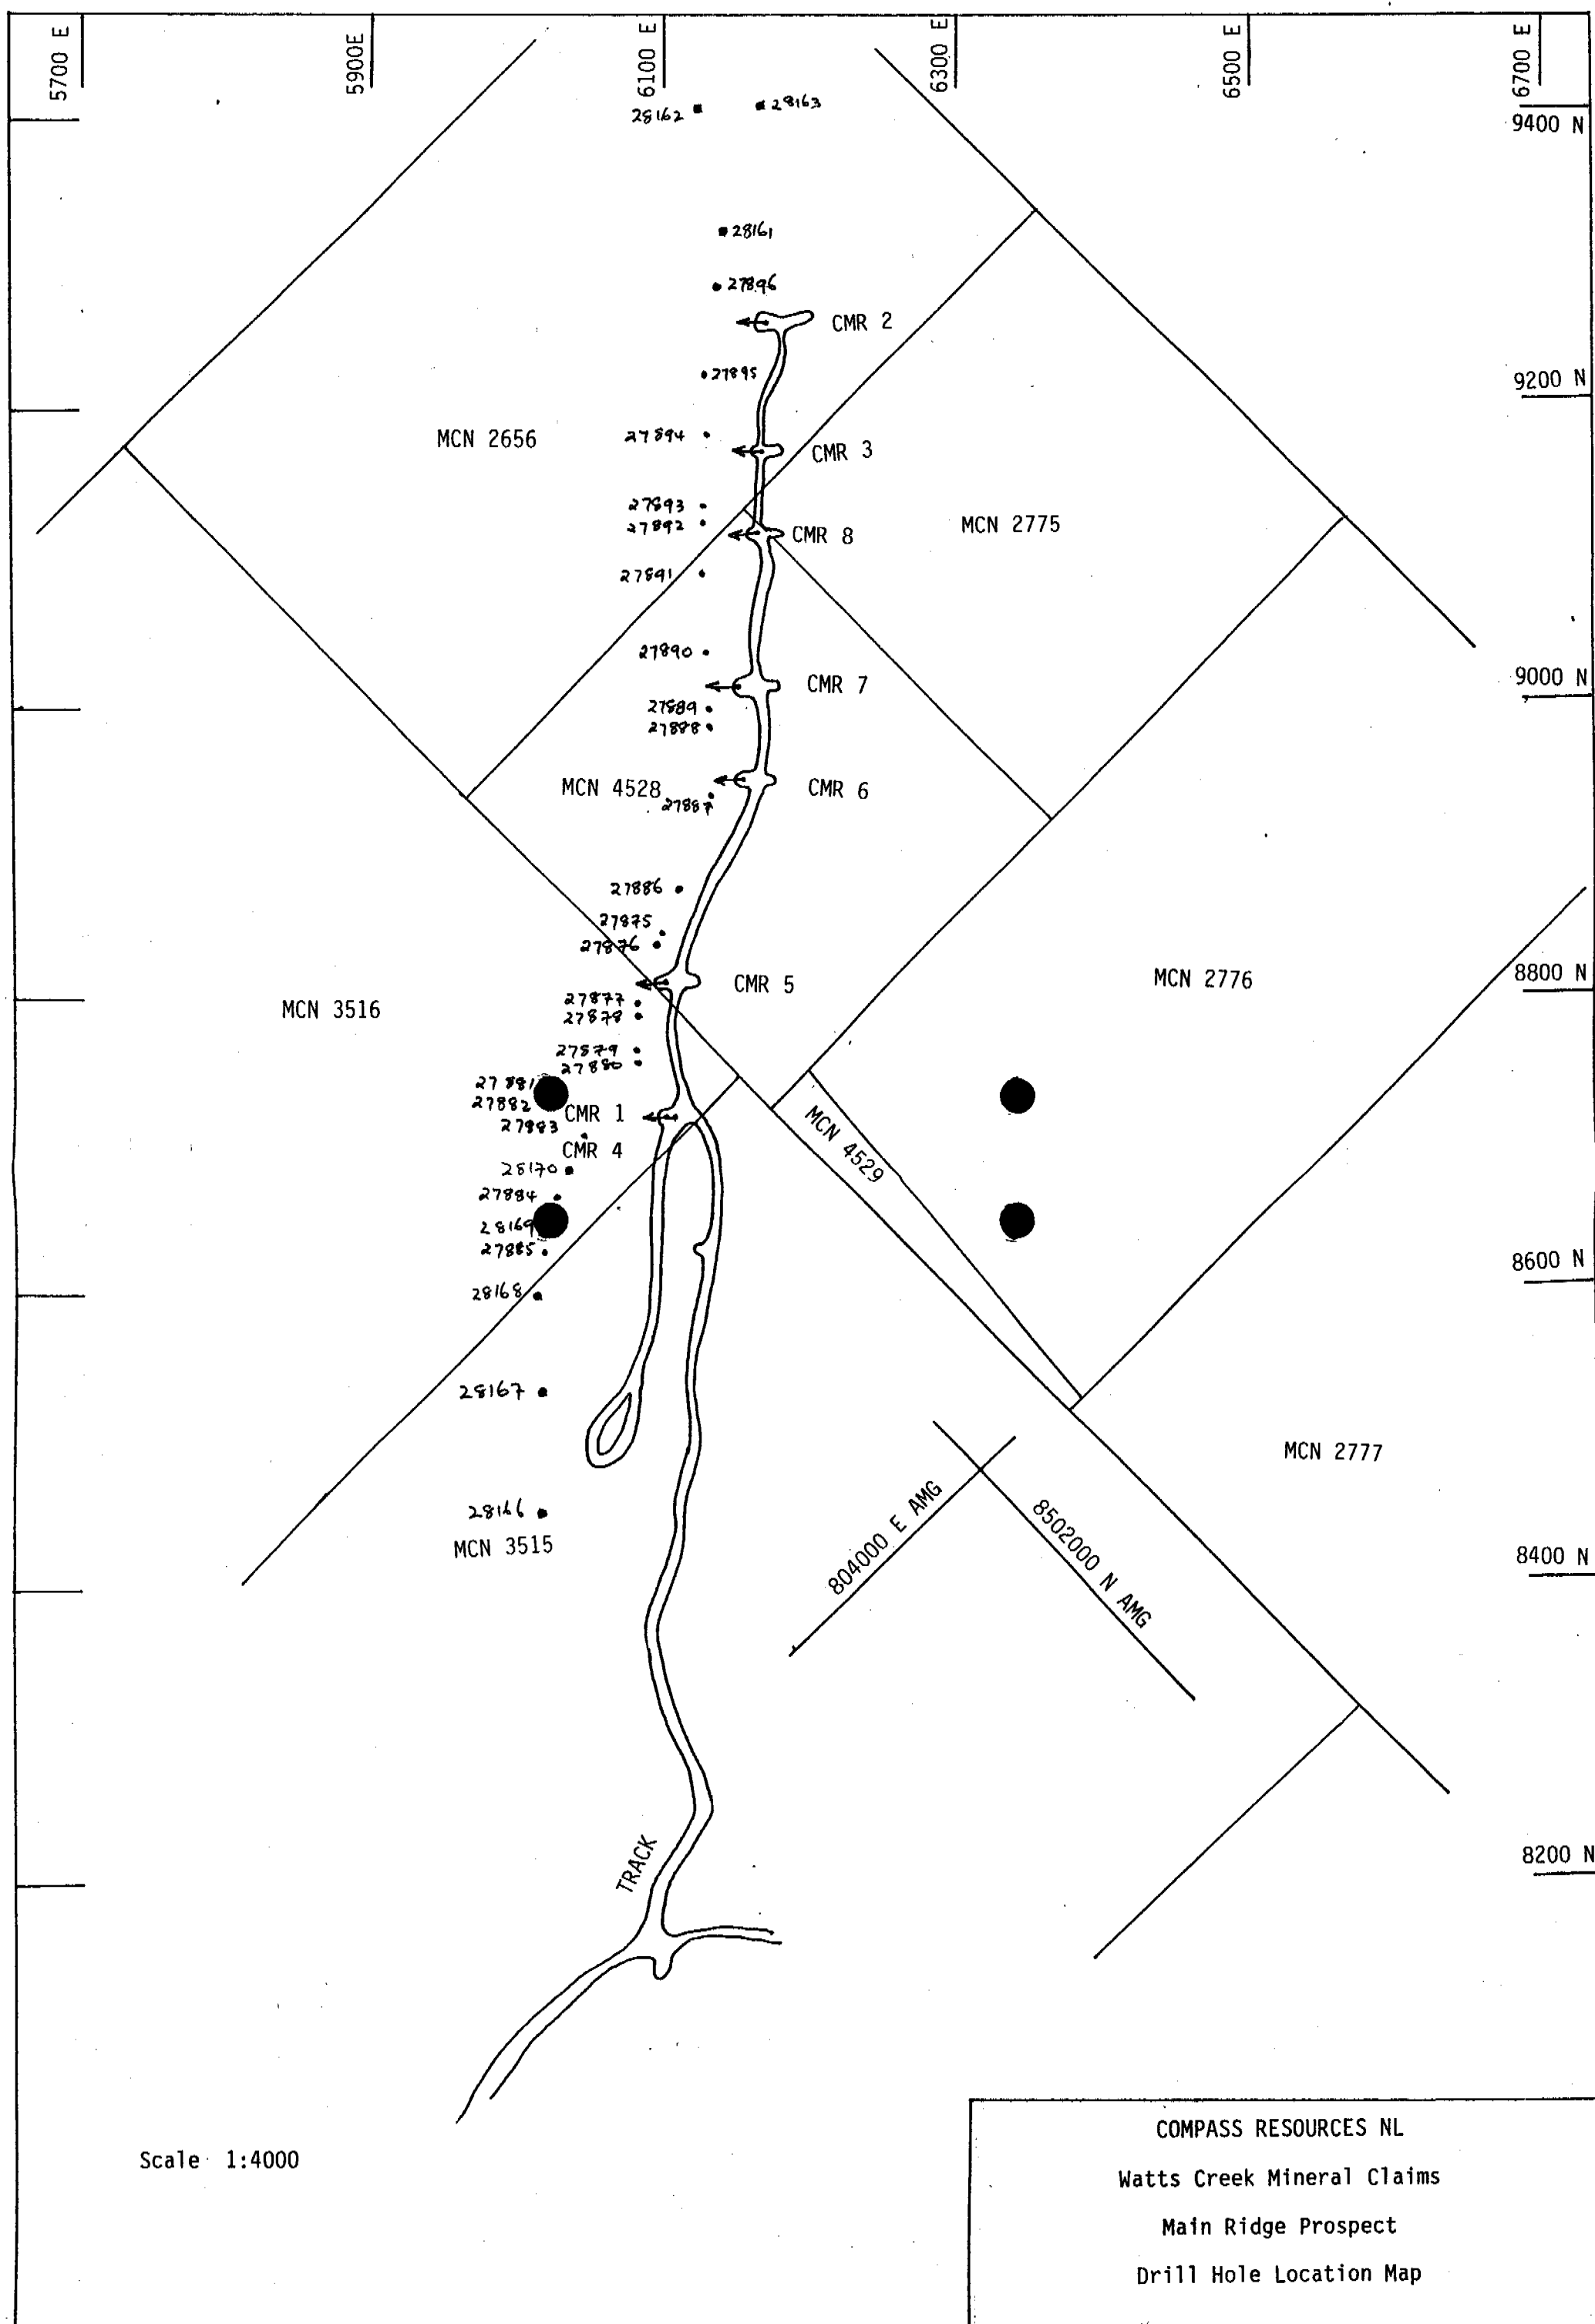 5700 E
5900E
6100 E
6300 E
6500 E
6700 E
28162
28163
9400 N
28161
27896
CMR 2
27895
9200 N
MCN 2656
27894
CMR 3
27893
27892
CMR 8
MCN 2775
27891
27890
CMR 7
9000 N
27889
27888
MCN 4528
27887
CMR 6
27886
27875
27876
CMR 5
MCN 2776
8800 N
MCN 3516
27877
27878
27879
27880
27881
27882
CMR 1
27883
CMR 4
MCN 4529
28170
27884
28169
27885
8600 N
28168
28167
MCN 2777
28166
MCN 3515
804000 E AMG
8502000 N AMG
8400 N
TRACK
8200 N
Scale 1:4000
COMPASS RESOURCES NL
Watts Creek Mineral Claims
Main Ridge Prospect
Drill Hole Location Map